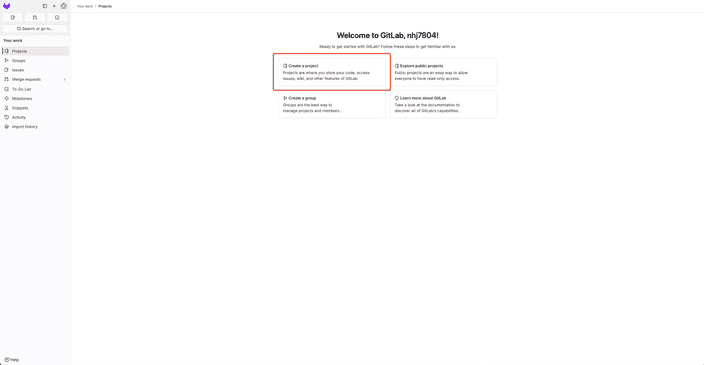 Your work / Projects
Search or go to...
Your work
Projects
Groups
Issues
Merge requests
To-Do List
Milestones
Snippets
Activity
Import history
Help
Welcome to GitLab, nhj7804!
Ready to get started with GitLab? Follow these steps to get familiar with us:
Create a project
Projects are where you store your code, access
issues, wiki, and other features of GitLab.
Explore public projects
Public projects are an easy way to allow
everyone to have read-only access.
Create a group
Groups are the best way to
manage projects and members.
Learn more about GitLab
Take a look at the documentation to
discover all of GitLab's capabilities.